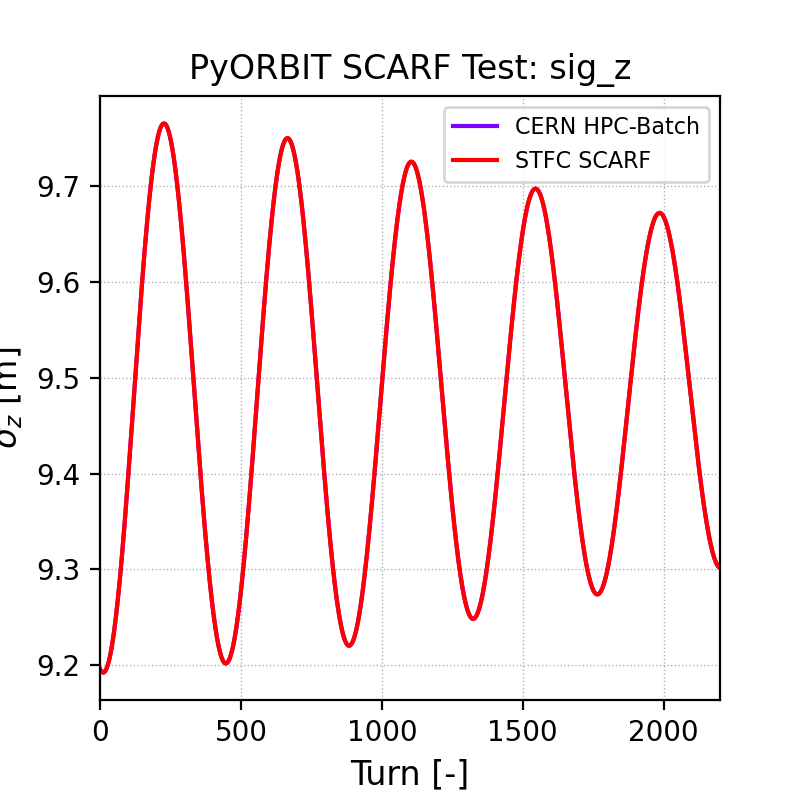 PyORBIT SCARF Test: sig_z
CERN HPC-Batch
STFC SCARF
9.7
9.6
9.5
9.4
9.3
9.2
σz [m]
0 500 1000 1500 2000
Turn [-]